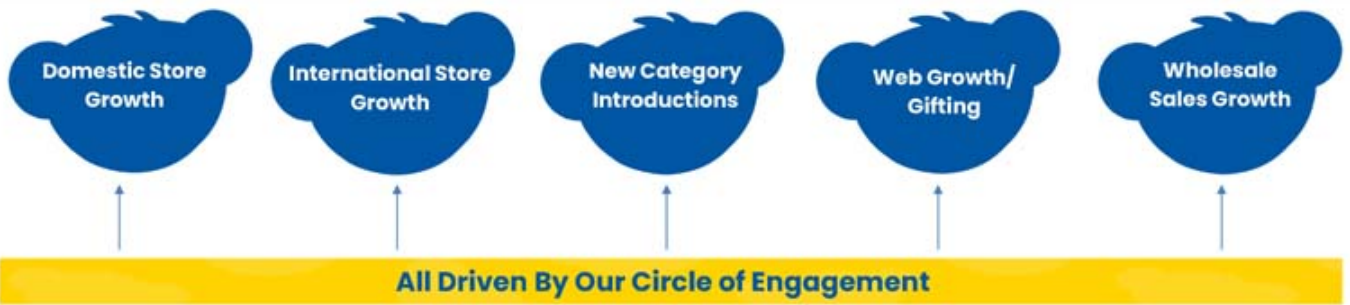 Domestic Store
Growth
International Store
Growth
New Category
Introductions
Web Growth/
Gifting
Wholesale
Sales Growth
All Driven By Our Circle of Engagement